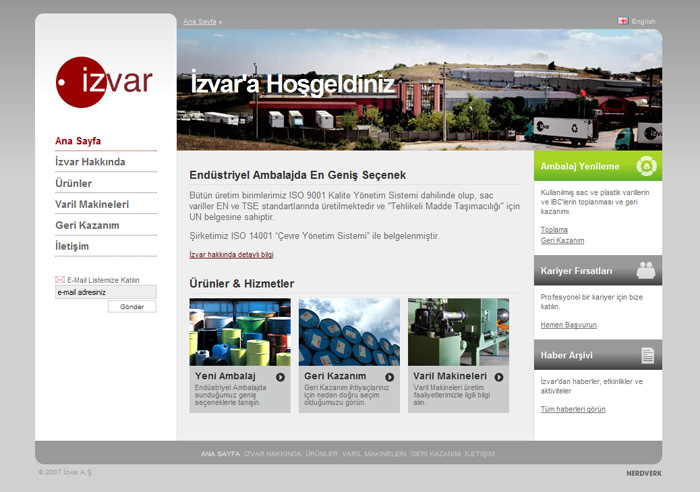 Ana Sayfa »
English
izvar
İzvar'a Hoşgeldiniz
Ana Sayfa
İzvar Hakkında
Ürünler
Varil Makineleri
Geri Kazanım
İletişim
E-Mail Listemize Katılın
e-mail adresiniz
Gönder
Endüstriyel Ambalajda En Geniş Seçenek
Bütün üretim birimlerimiz ISO 9001 Kalite Yönetim Sistemi dahilinde olup, sac
variller EN ve TSE standartlarında üretilmektedir ve "Tehlikeli Madde Taşımacılığı" için
UN belgesine sahiptir.
Şirketimiz ISO 14001 "Çevre Yönetim Sistemi" ile belgelenmiştir.
İzvar hakkında detaylı bilgi
Ürünler & Hizmetler
Yeni Ambalaj
Endüstriyel Ambalajda
sunduğumuz geniş
seçeneklerle tanışın.
Geri Kazanım
Geri Kazanım ihtiyaçlarınız
için neden doğru seçim
olduğumuzu görün.
Varil Makineleri
Varil Makineleri üretim
faaliyetlerimizle ilgili bilgi
alın.
Ambalaj Yenileme
Kullanılmış sac ve plastik varillerin
ve IBC'lerin toplanması ve geri
kazanımı.
Toplama
Geri Kazanım
Kariyer Fırsatları
Profesyonel bir kariyer için bize
katılın.
Hemen Başvurun
Haber Arşivi
İzvar'dan haberler, etkinlikler ve
aktiviteler
Tüm haberleri görün
ANA SAYFA İZVAR HAKKINDA ÜRÜNLER VARIL MAKİNELERİ GERİ KAZANIM İLETİŞİM
© 2007 İzvar A.Ş.
NERDVERK